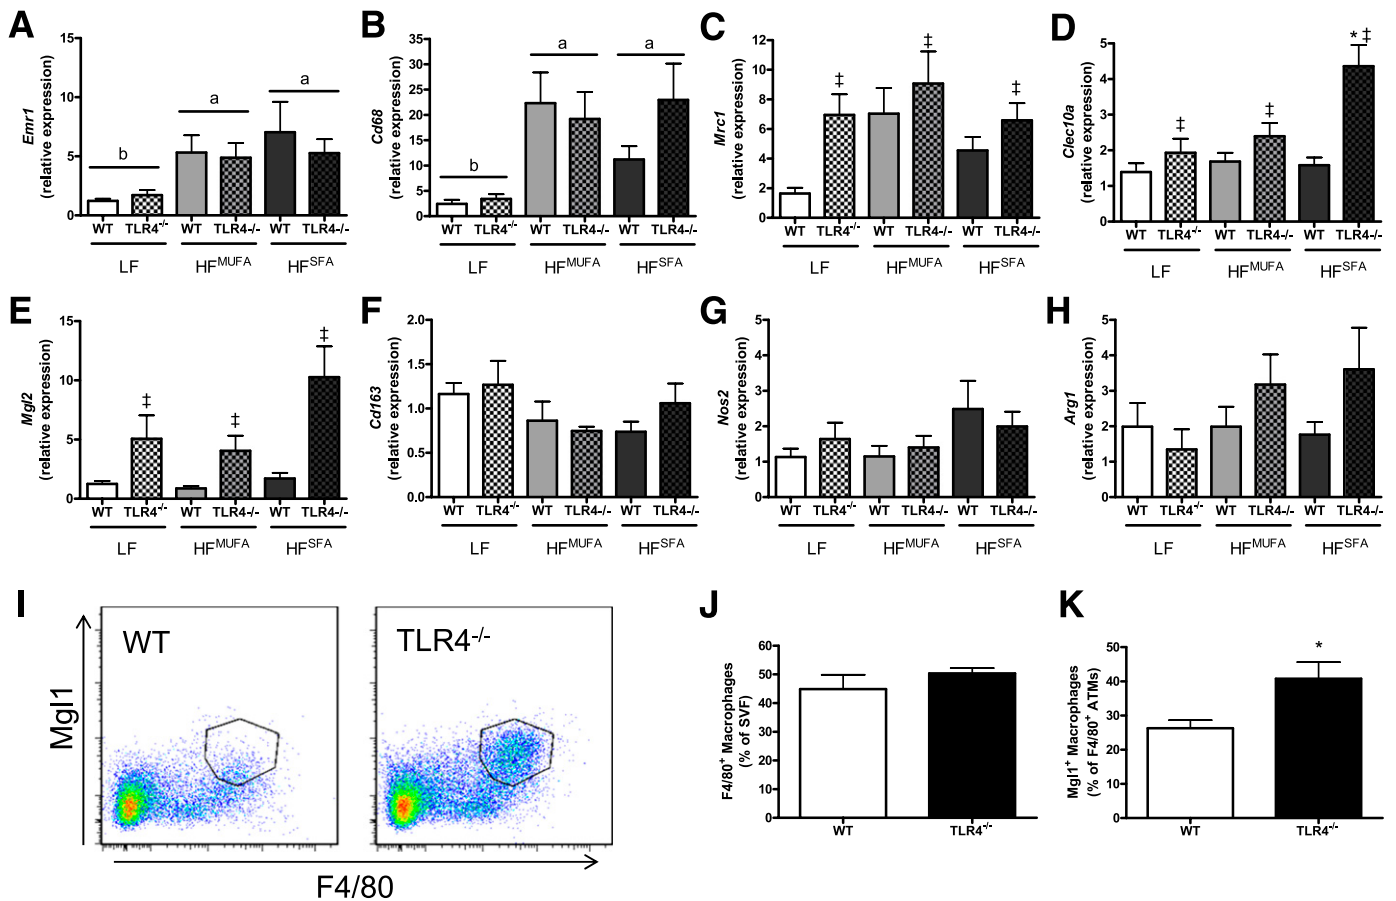 A
Emr1
(relative expression)
15
10
5
0
b
a
a
WT TLR4-/- WT TLR4-/- WT TLR4-/-
LF HFMUFA HFSFA
B
Cd68
(relative expression)
35
30
25
20
15
10
5
0
b
a
a
WT TLR4-/- WT TLR4-/- WT TLR4-/-
LF HFMUFA HFSFA
C
Mrc1
(relative expression)
12
10
8
6
4
2
0
‡
‡
‡
WT TLR4-/- WT TLR4-/- WT TLR4-/-
LF HFMUFA HFSFA
D
Clec10a
(relative expression)
5
4
3
2
1
0
‡
‡
* ‡
WT TLR4-/- WT TLR4-/- WT TLR4-/-
LF HFMUFA HFSFA
E
Mgl2
(relative expression)
15
10
5
0
‡
‡
‡
WT TLR4-/- WT TLR4-/- WT TLR4-/-
LF HFMUFA HFSFA
F
Cd163
(relative expression)
2.0
1.5
1.0
0.5
0.0
WT TLR4-/- WT TLR4-/- WT TLR4-/-
LF HFMUFA HFSFA
G
Nos2
(relative expression)
5
4
3
2
1
0
WT TLR4-/- WT TLR4-/- WT TLR4-/-
LF HFMUFA HFSFA
H
Arg1
(relative expression)
5
4
3
2
1
0
WT TLR4-/- WT TLR4-/- WT TLR4-/-
LF HFMUFA HFSFA
I
Mgl1
WT
TLR4-/-
F4/80
J
F4/80+ Macrophages
(% of SVF)
60
50
40
30
20
10
0
WT TLR4-/-
K
Mgl1+ Macrophages
(% of F4/80+ ATMs)
50
40
30
20
10
0
*
WT TLR4-/-